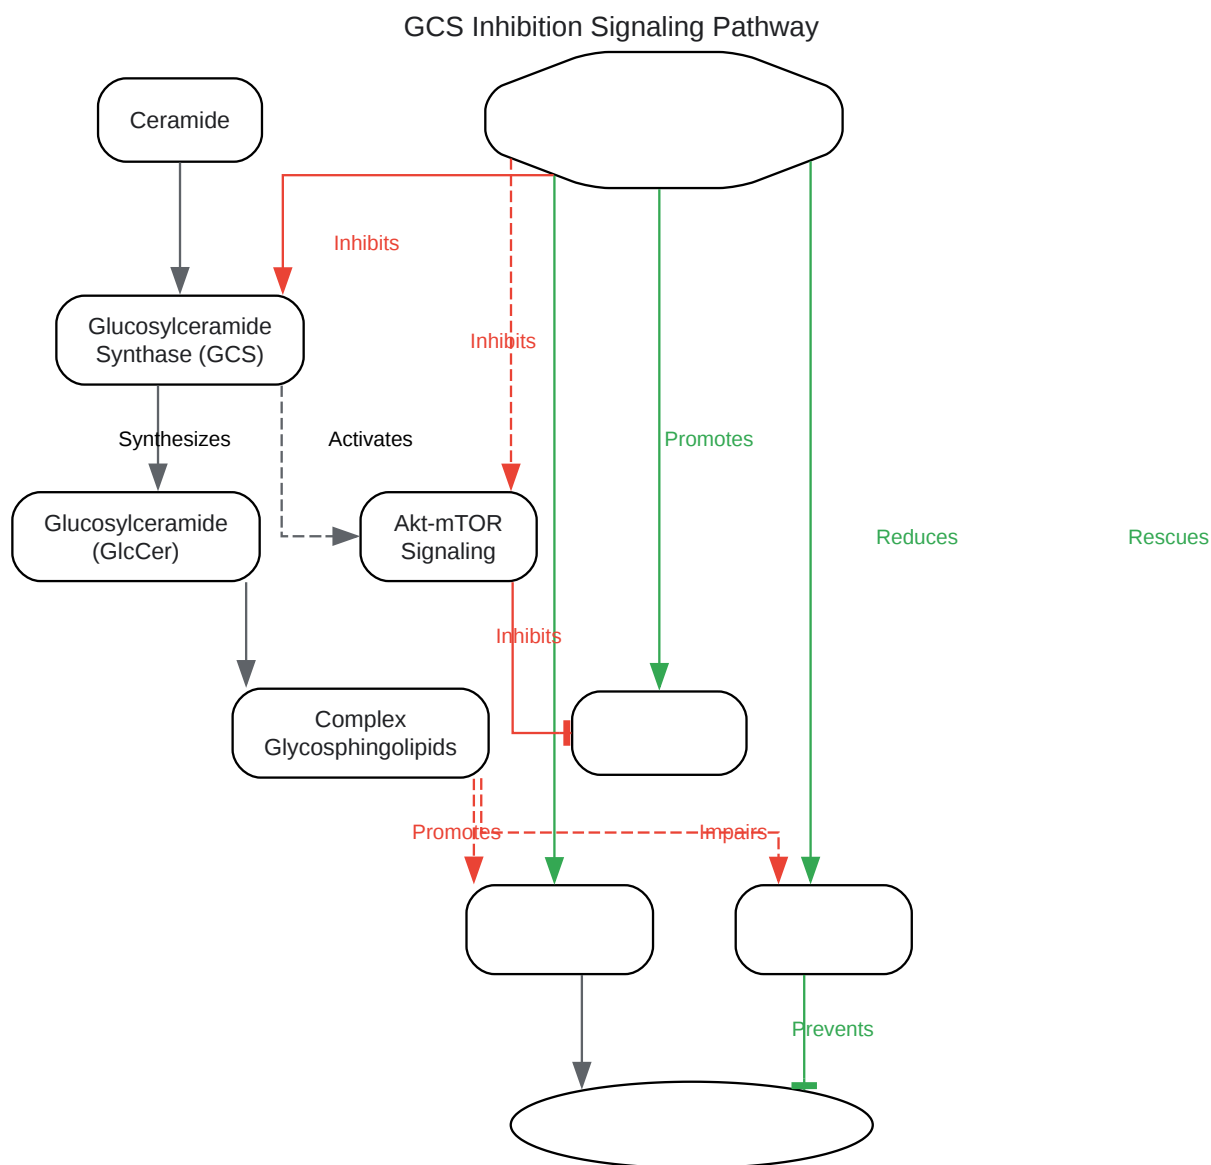 GCS Inhibition Signaling Pathway
Ceramide
Inhibits
Glucosylceramide
Synthase (GCS)
Inhibits
Synthesizes
Activates
Promotes
Glucosylceramide
(GlcCer)
Akt-mTOR
Signaling
Reduces
Rescues
Inhibits
Complex
Glycosphingolipids
Promotes
Impairs
Prevents